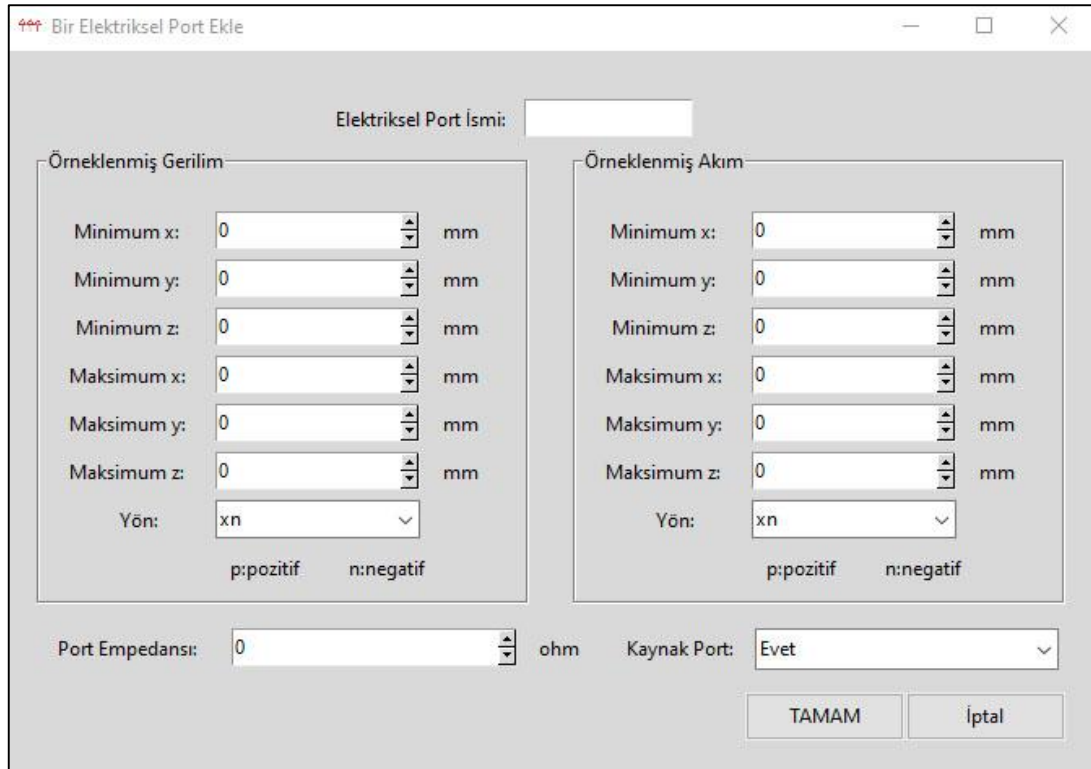 Bir Elektriksel Port Ekle
Elektriksel Port İsmi:
Örneklenmiş Gerilim
Minimum x: 0 mm
Minimum y: 0 mm
Minimum z: 0 mm
Maksimum x: 0 mm
Maksimum y: 0 mm
Maksimum z: 0 mm
Yön: xn
p:pozitif n:negatif
Örneklenmiş Akım
Minimum x: 0 mm
Minimum y: 0 mm
Minimum z: 0 mm
Maksimum x: 0 mm
Maksimum y: 0 mm
Maksimum z: 0 mm
Yön: xn
p:pozitif n:negatif
Port Empedansı: 0 ohm Kaynak Port: Evet
TAMAM İptal